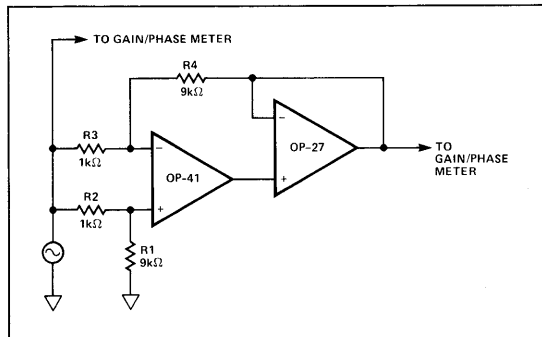 TO GAIN/PHASE METER
R4
9kΩ
R3
1kΩ
−
OP-41
+
−
OP-27
+
TO
GAIN/PHASE
METER
R2
1kΩ
R1
9kΩ